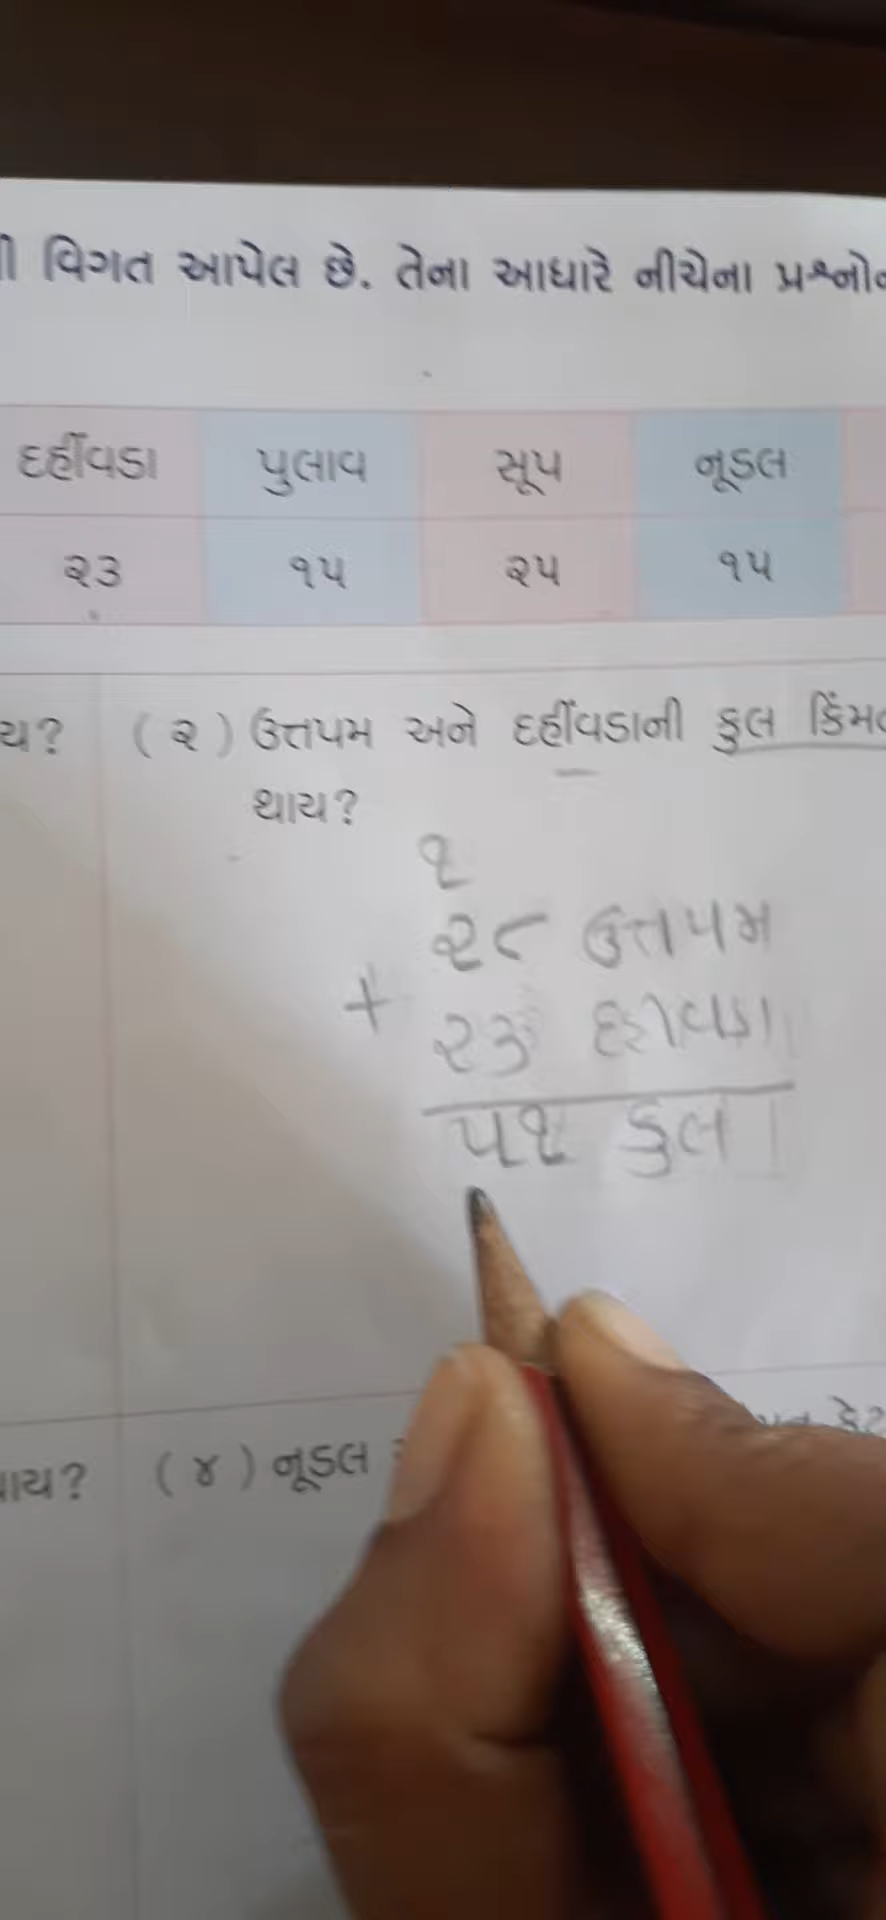 વિગત આપેલ છે. તેના આધારે નીચેના
દહીંવડા પુલાવ સૂપ નૂડલ
૨૩ ૧૫ ૨૫ ૧૫
(૨) ઉત્તપમ અને દહીંવડાની કુલ
થાય?
૧
૨૮ ઉત્તપમ
+
૨૩ દહીંવડા
૫૧ કુલ
(૪) નૂડલ